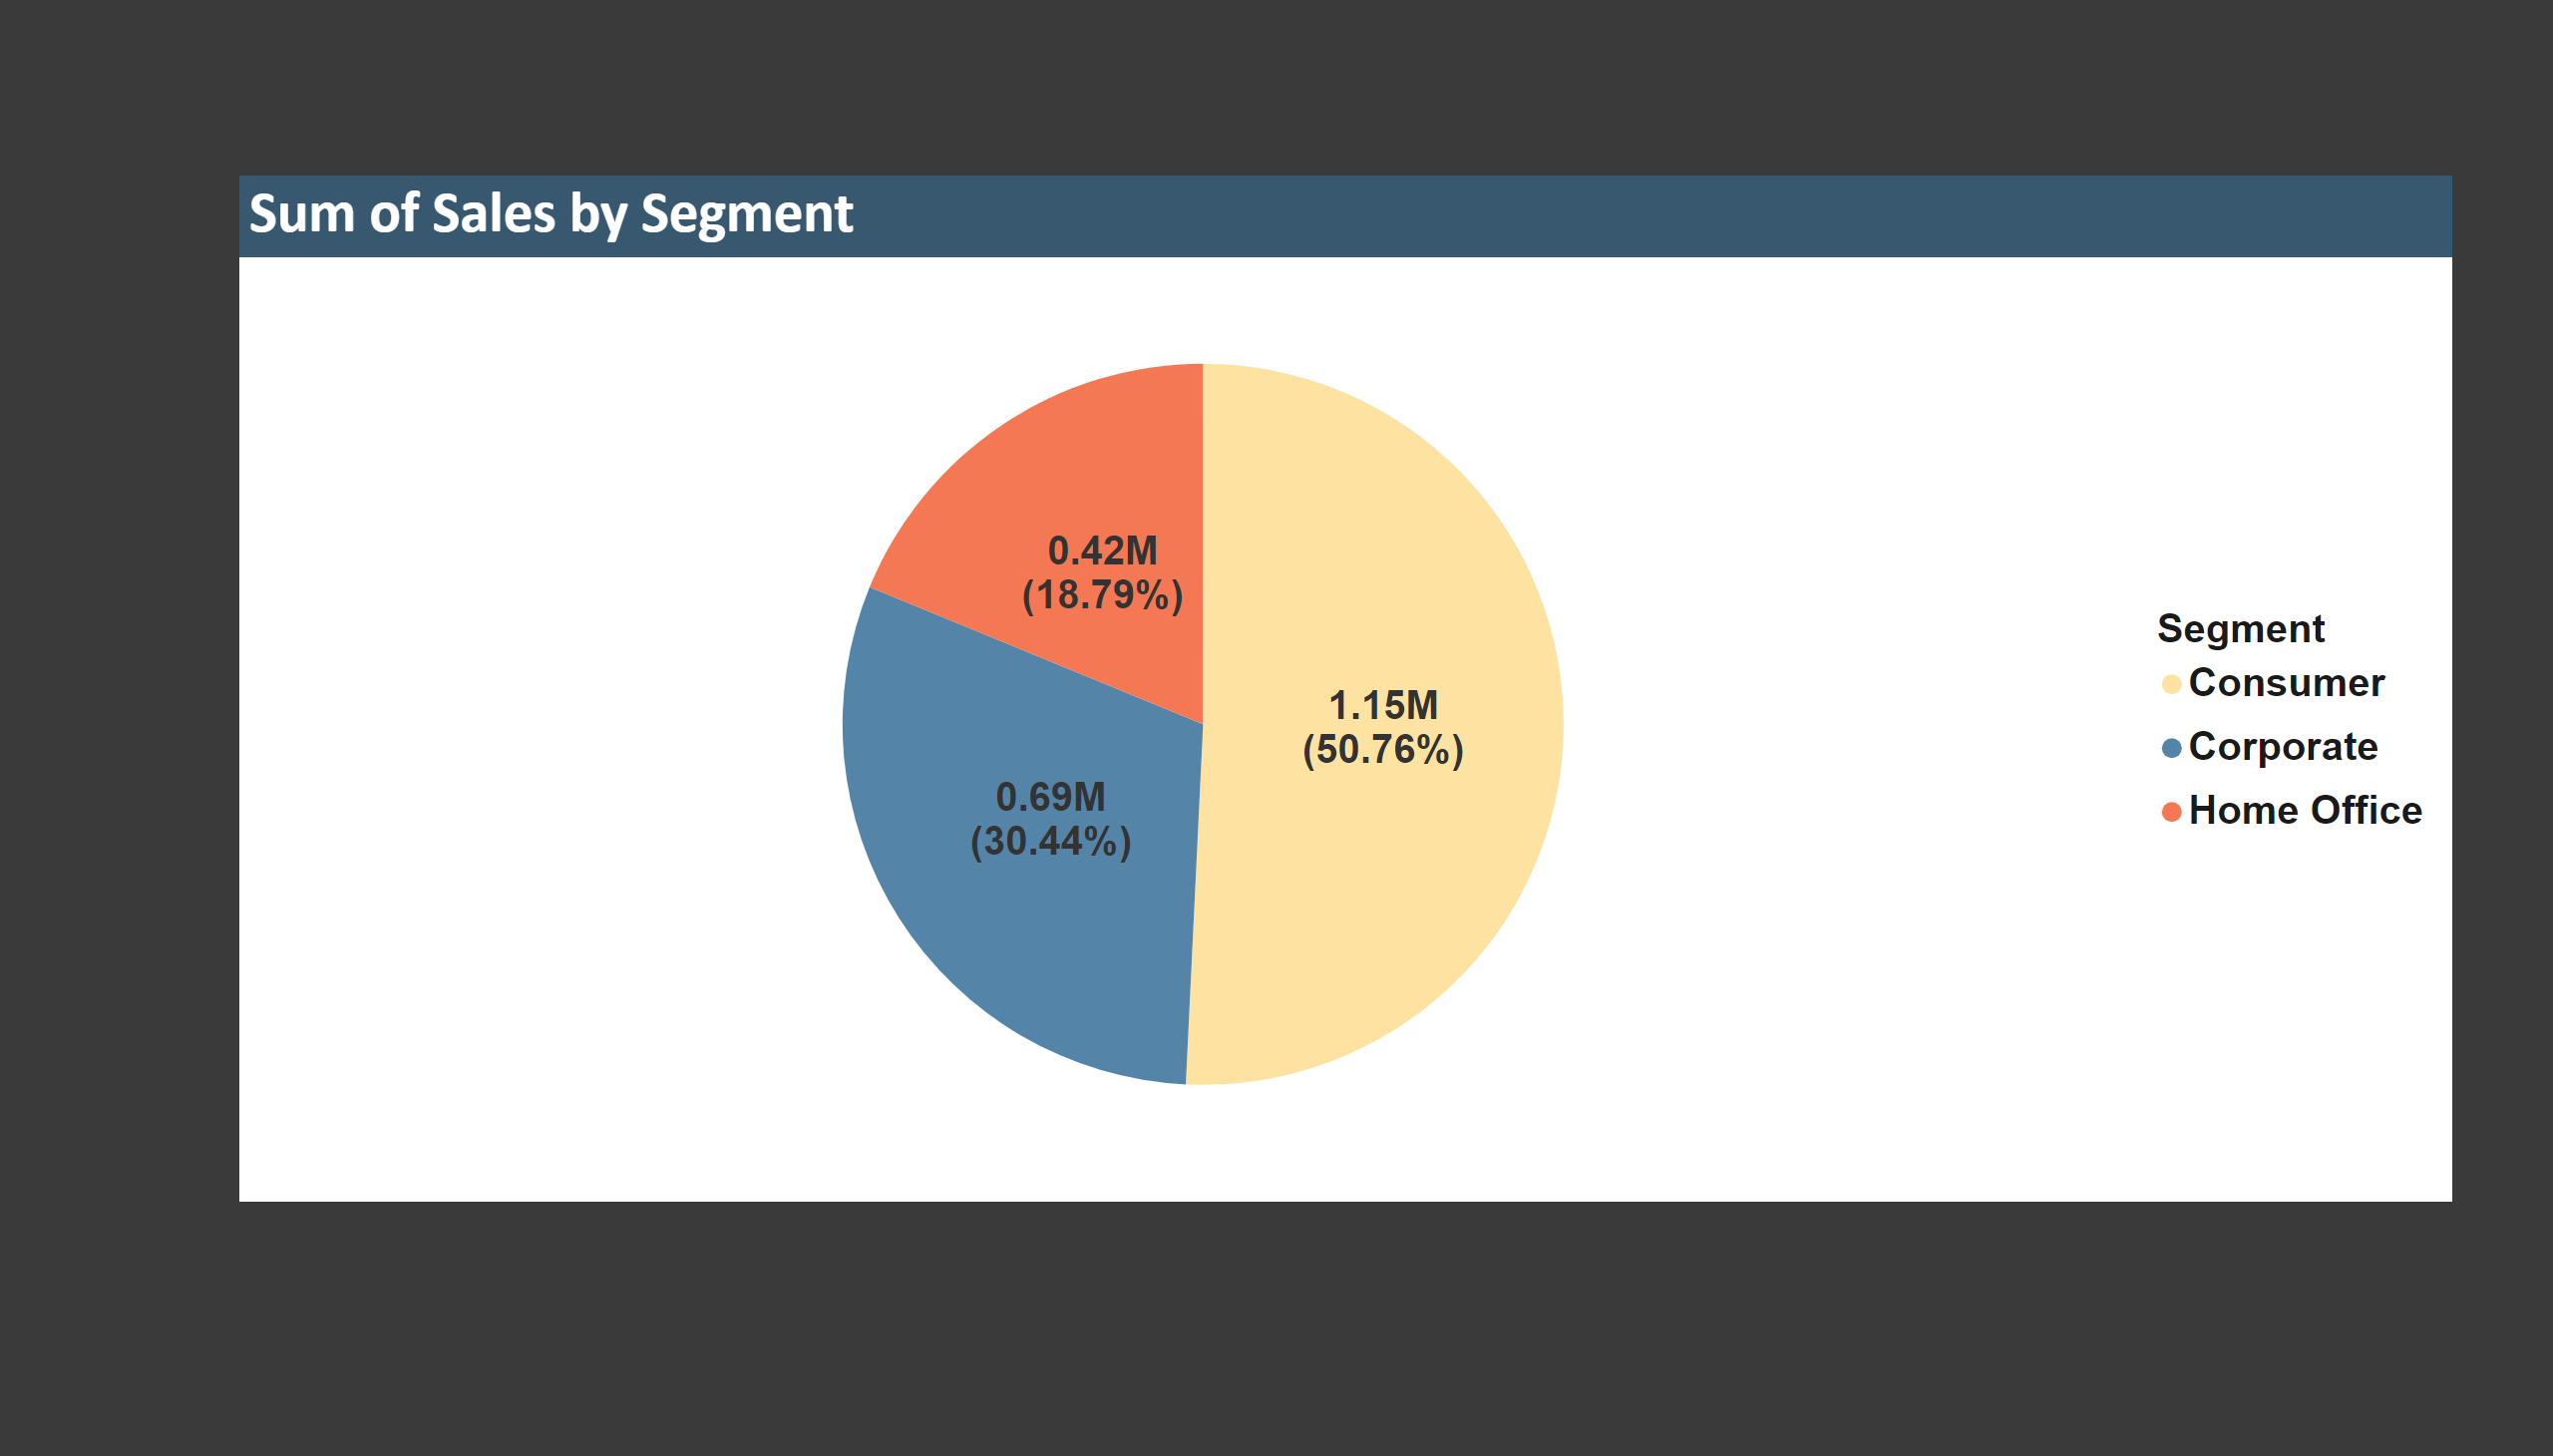 Sum of Sales by Segment
0.42M
(18.79%)
1.15M
(50.76%)
0.69M
(30.44%)
Segment
Consumer
Corporate
Home Office